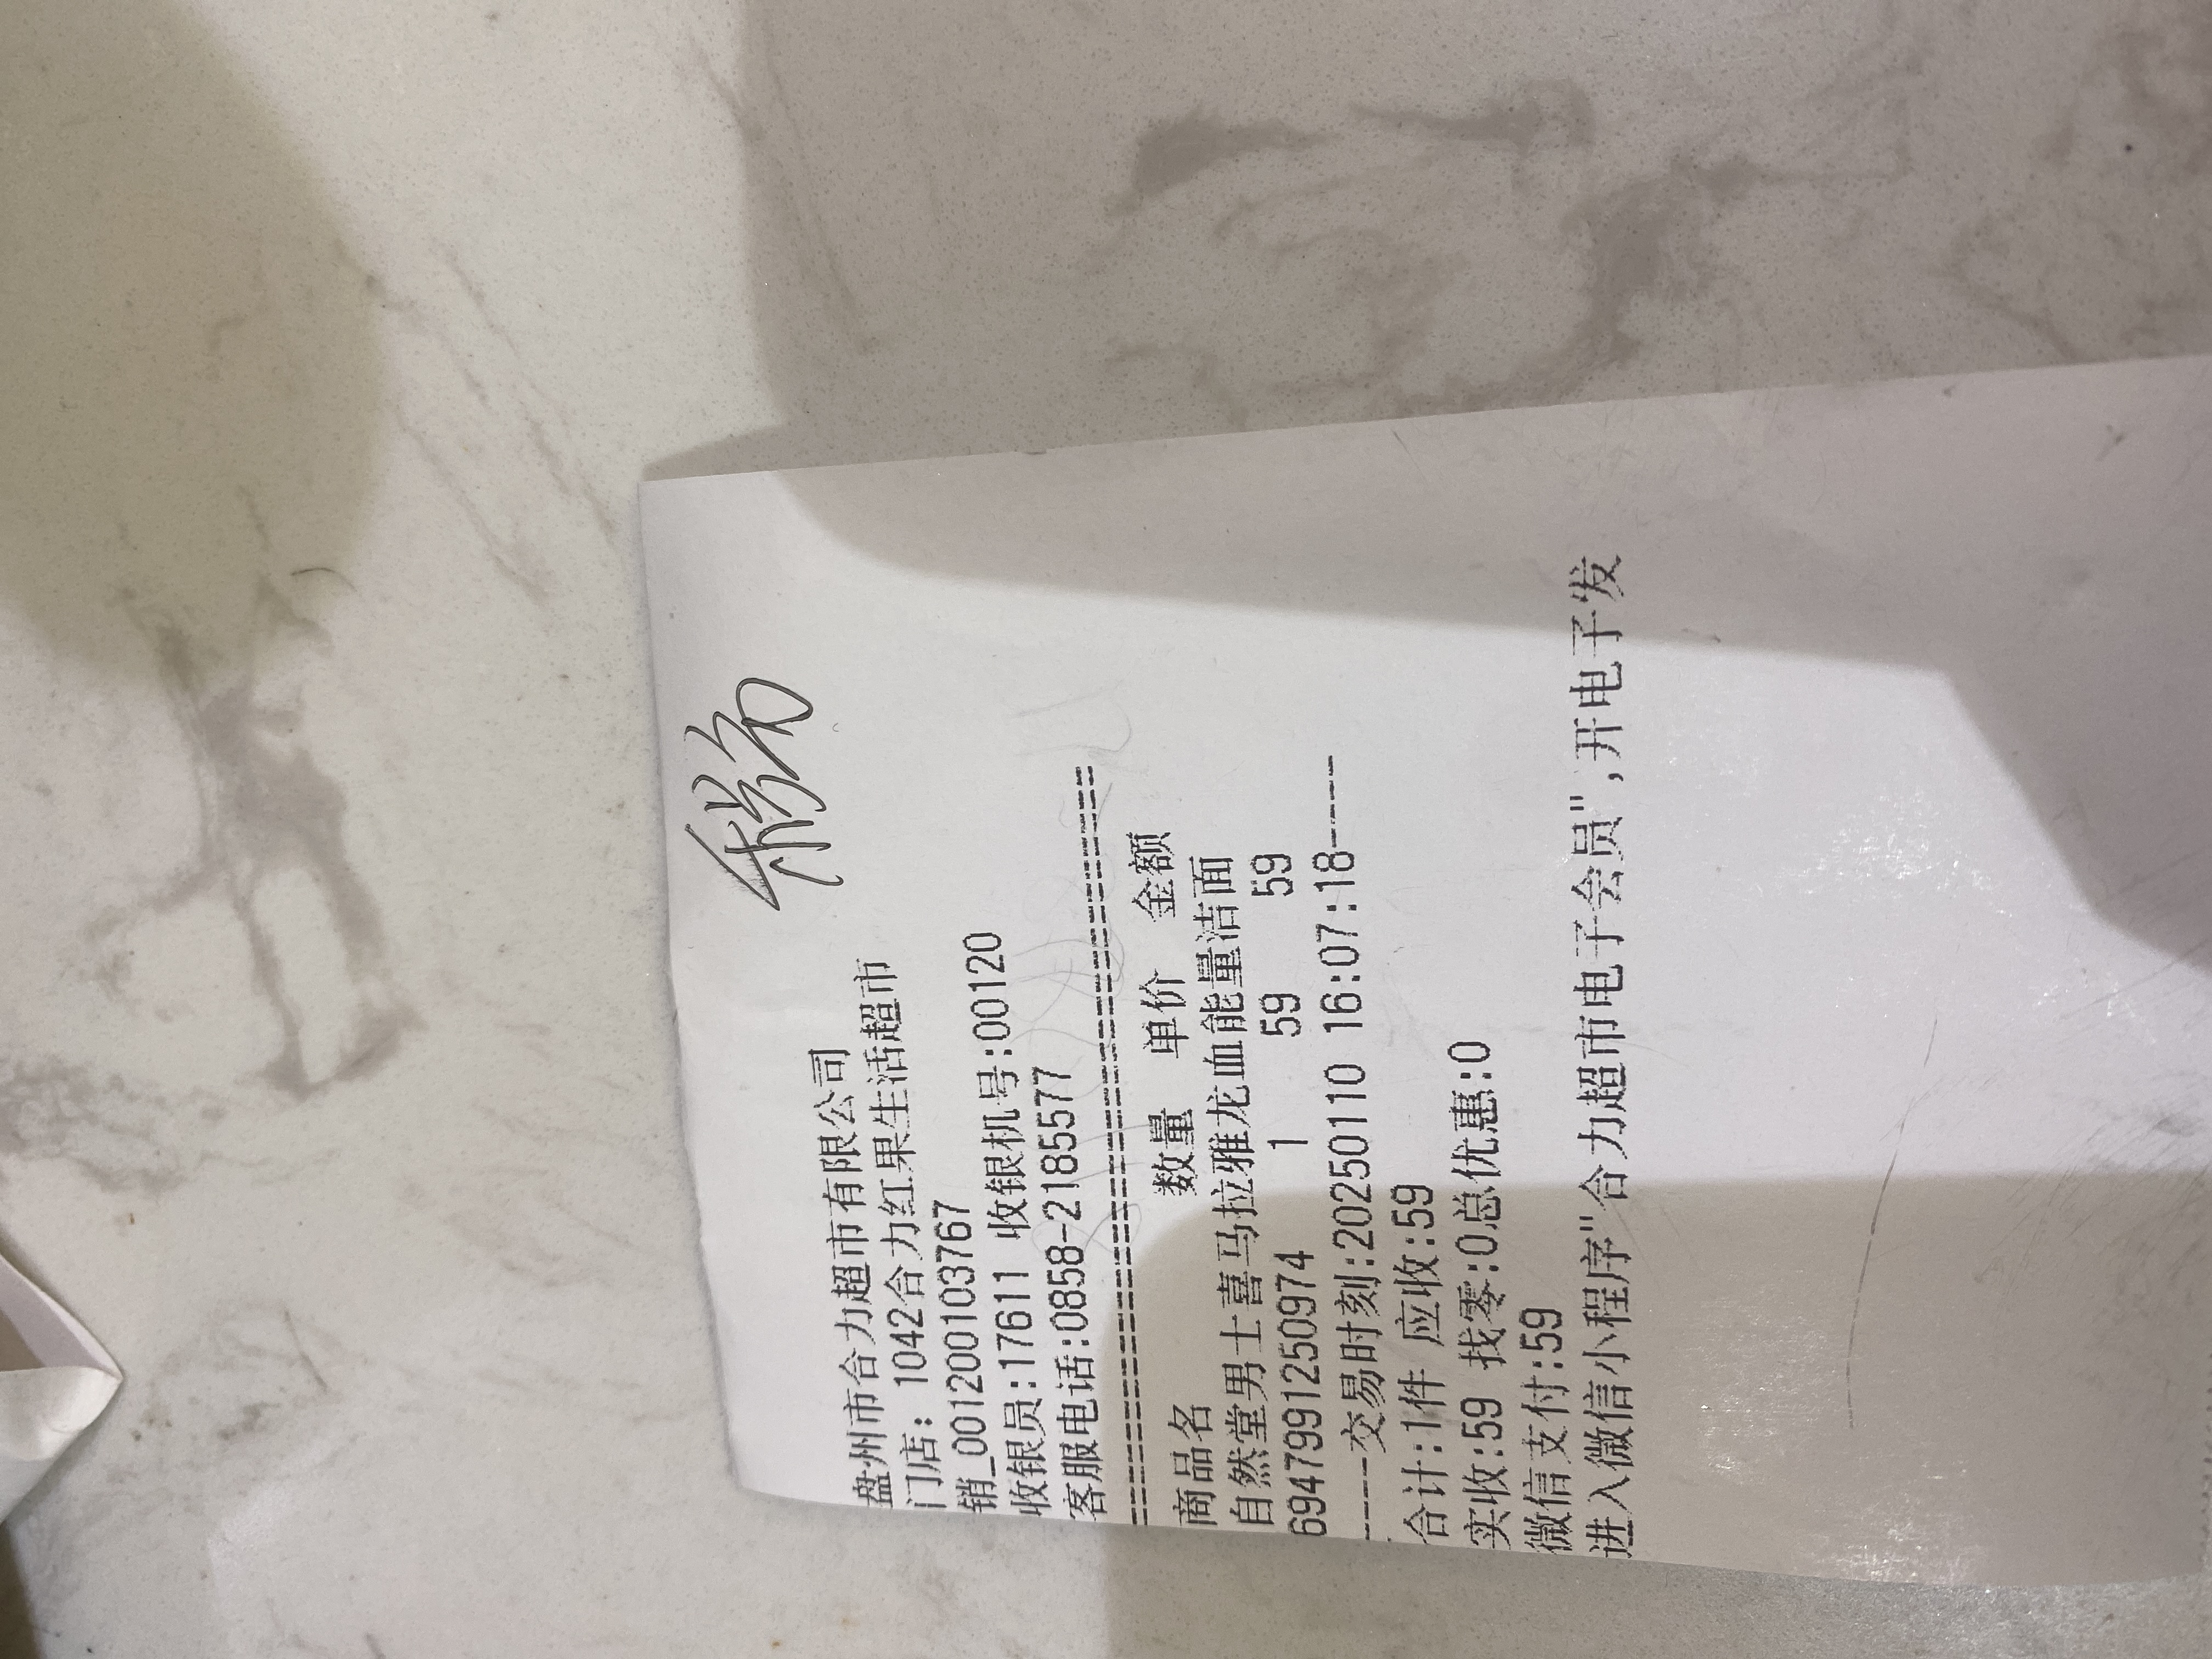 盘州市合力超市有限公司
门店: 1042合力红果生活超市
销_0012001037​67
收银员:17611 收银机号:00120
客服电话:0858-2185577
================================
商品名 数量 单价 金额
自然堂男士喜马拉雅龙血能量洁面
6947991250974 1 59 59
----交易时刻:20250110 16:07:18----
合计:1件 应收:59
实收:59 找零:0总优惠:0
微信支付:59
进入微信小程序"合力超市电子会员",开电子发